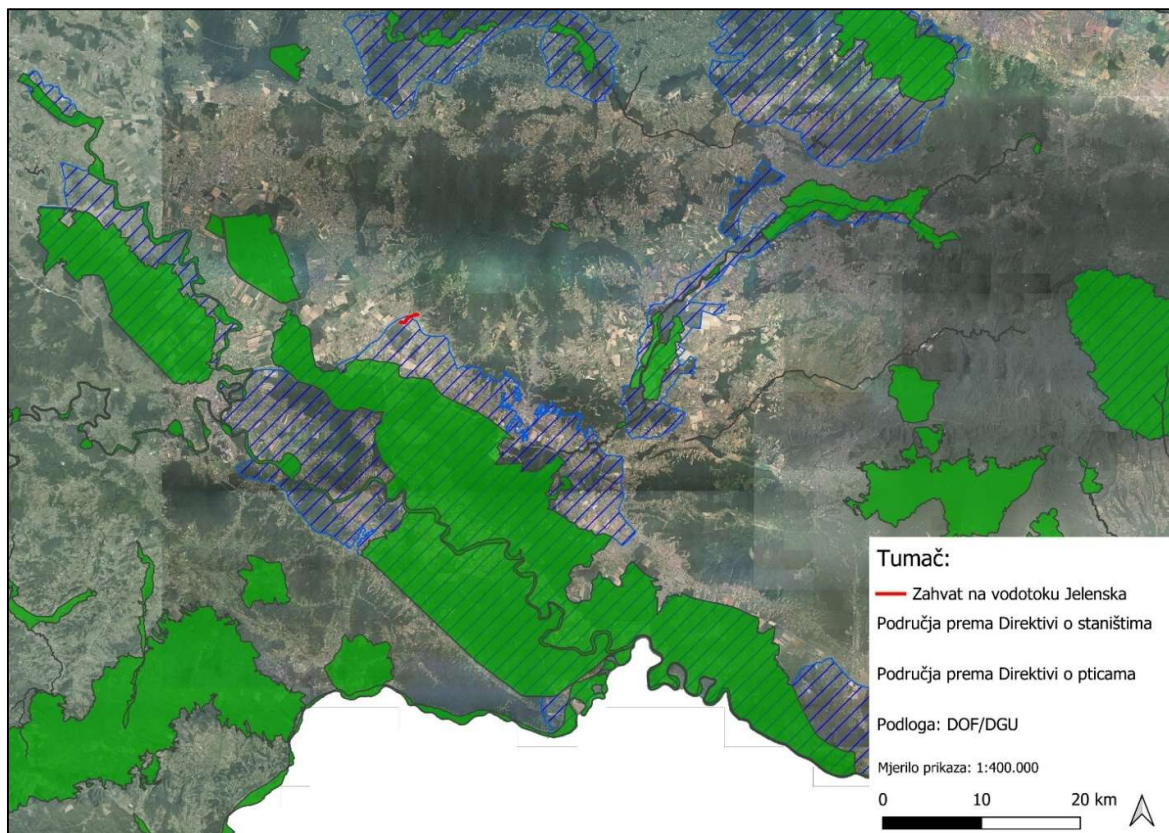 Tumač:
Zahvat na vodotoku Jelenska
Područja prema Direktivi o staništima
Područja prema Direktivi o pticama
Podloga: DOF/DGU
Mjerilo prikaza: 1:400.000
0 10 20 km